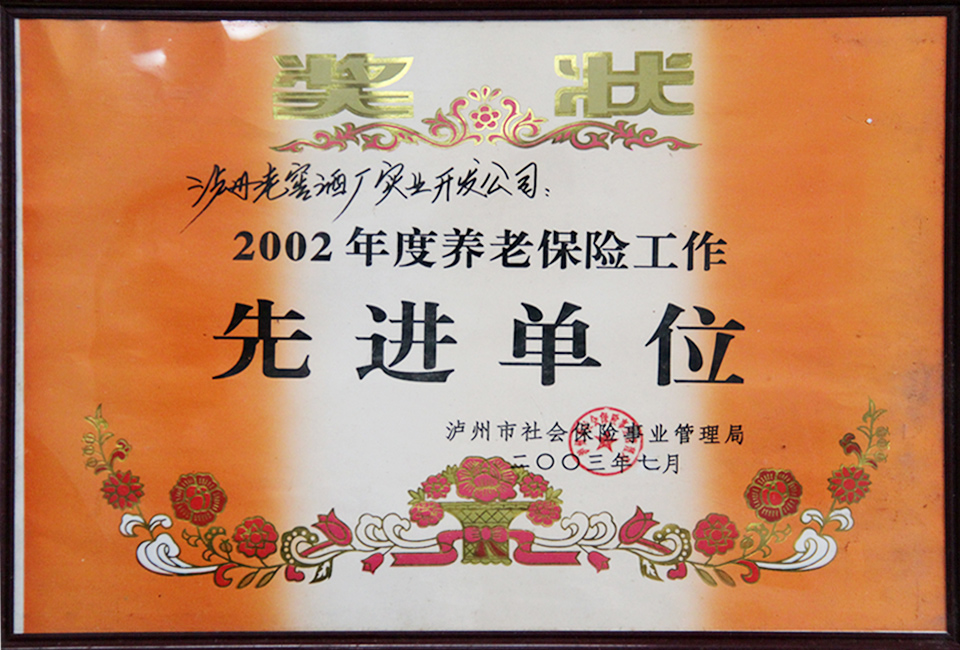 奖状
泸州老窖酒厂实业开发公司：
2002年度养老保险工作
先进单位
泸州市社会保险事业管理局
二〇〇三年七月